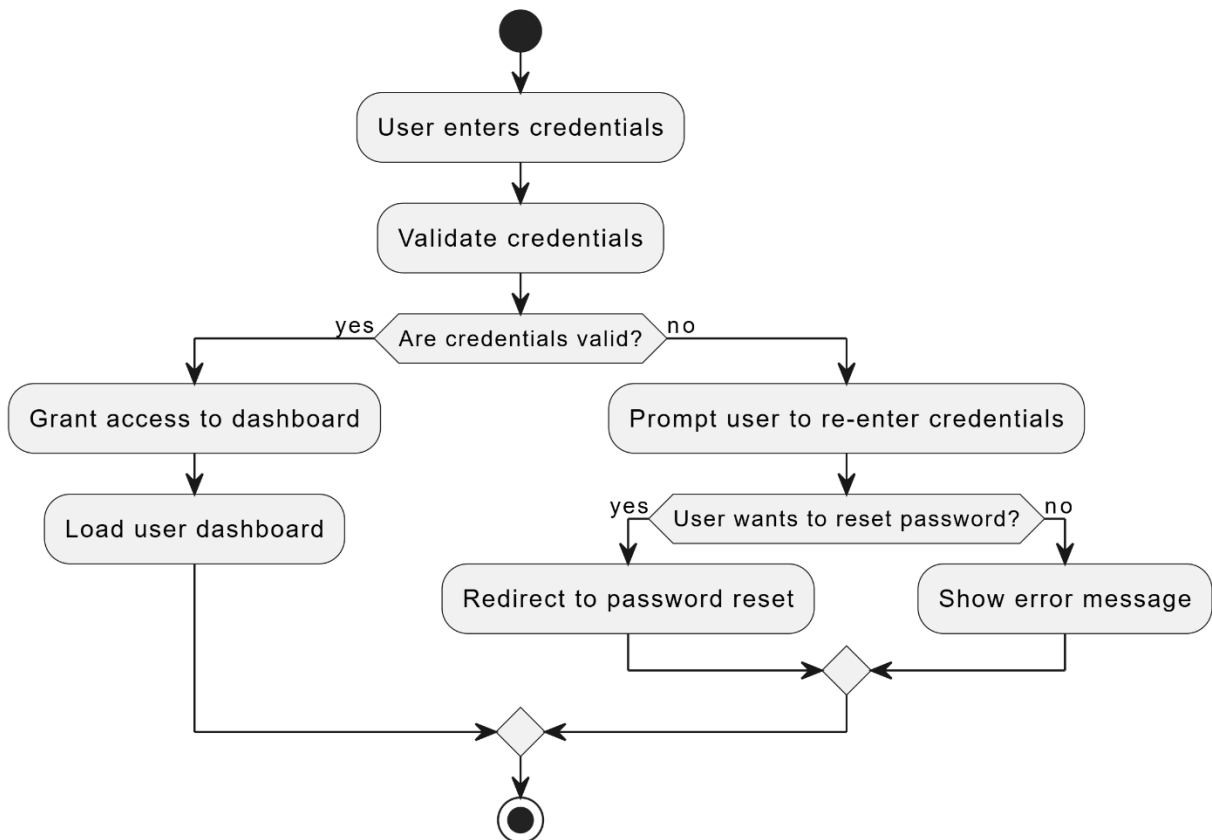 User enters credentials
Validate credentials
yes
Are credentials valid?
no
Grant access to dashboard
Prompt user to re-enter credentials
Load user dashboard
yes
User wants to reset password?
no
Redirect to password reset
Show error message